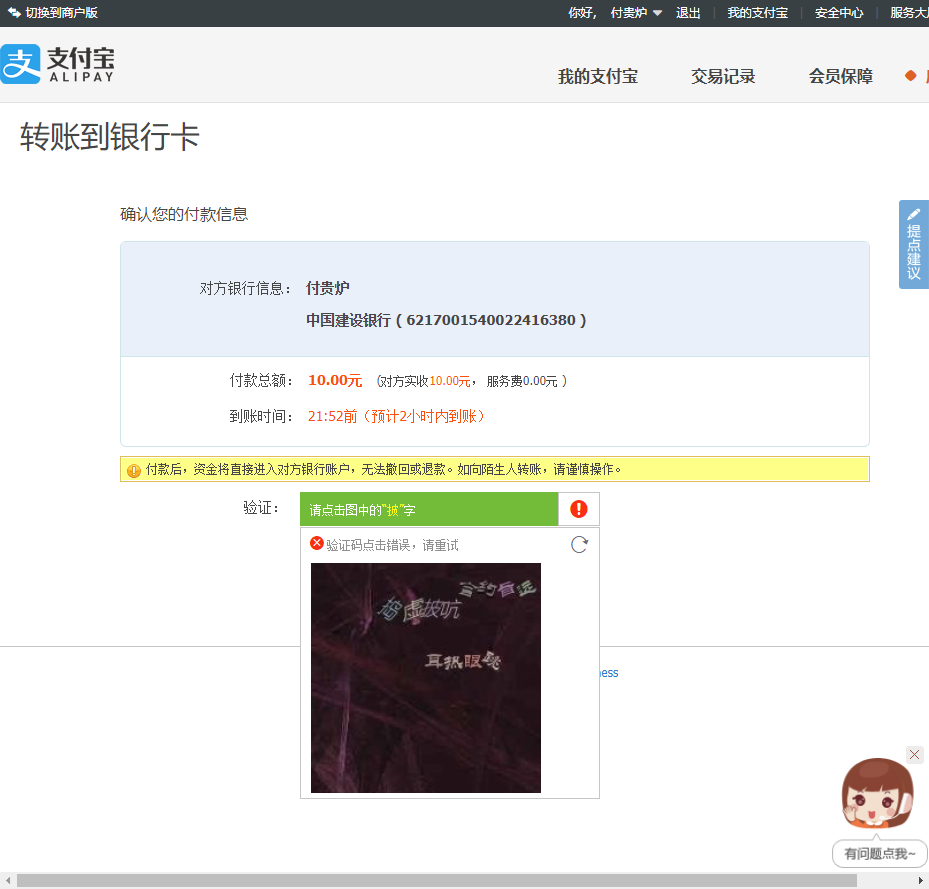 切换到商户版
你好, 付贵炉 退出 我的支付宝 安全中心 服务大
支 支付宝
ALIPAY
我的支付宝 交易记录 会员保障
转账到银行卡
确认您的付款信息
提点建议
对方银行信息： 付贵炉
中国建设银行 ( 6217001540022416380 )
付款总额： 10.00元 (对方实收10.00元， 服务费0.00元 )
到账时间： 21:52前（预计2小时内到账）
付款后，资金将直接进入对方银行账户，无法撤回或退款。如向陌生人转账，请谨慎操作。
验证： 请点击图中的"披"字
验证码点击错误，请重试
虚披吭
ness
有问题点我~